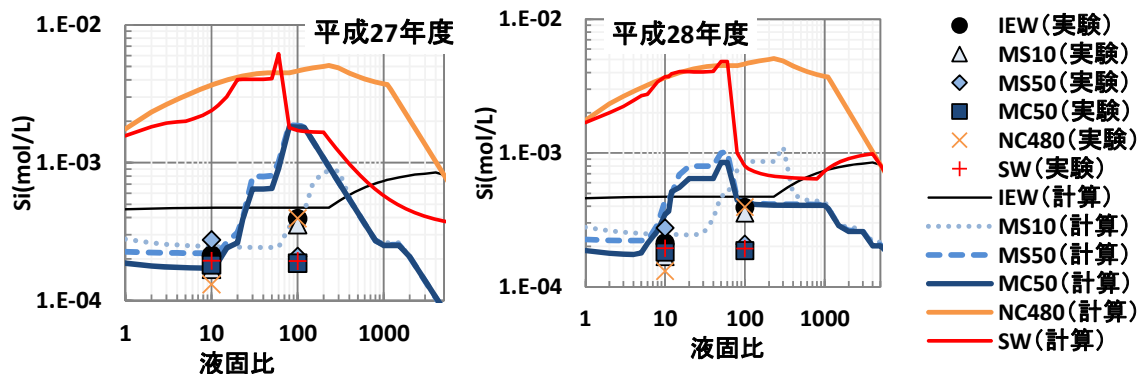 平成27年度
1.E-02
1.E-03
1.E-04
Si(mol/L)
1
10
100
1000
液固比
平成28年度
1.E-02
1.E-03
1.E-04
Si(mol/L)
1
10
100
1000
液固比
IEW(実験)
MS10(実験)
MS50(実験)
MC50(実験)
NC480(実験)
SW(実験)
IEW(計算)
MS10(計算)
MS50(計算)
MC50(計算)
NC480(計算)
SW(計算)